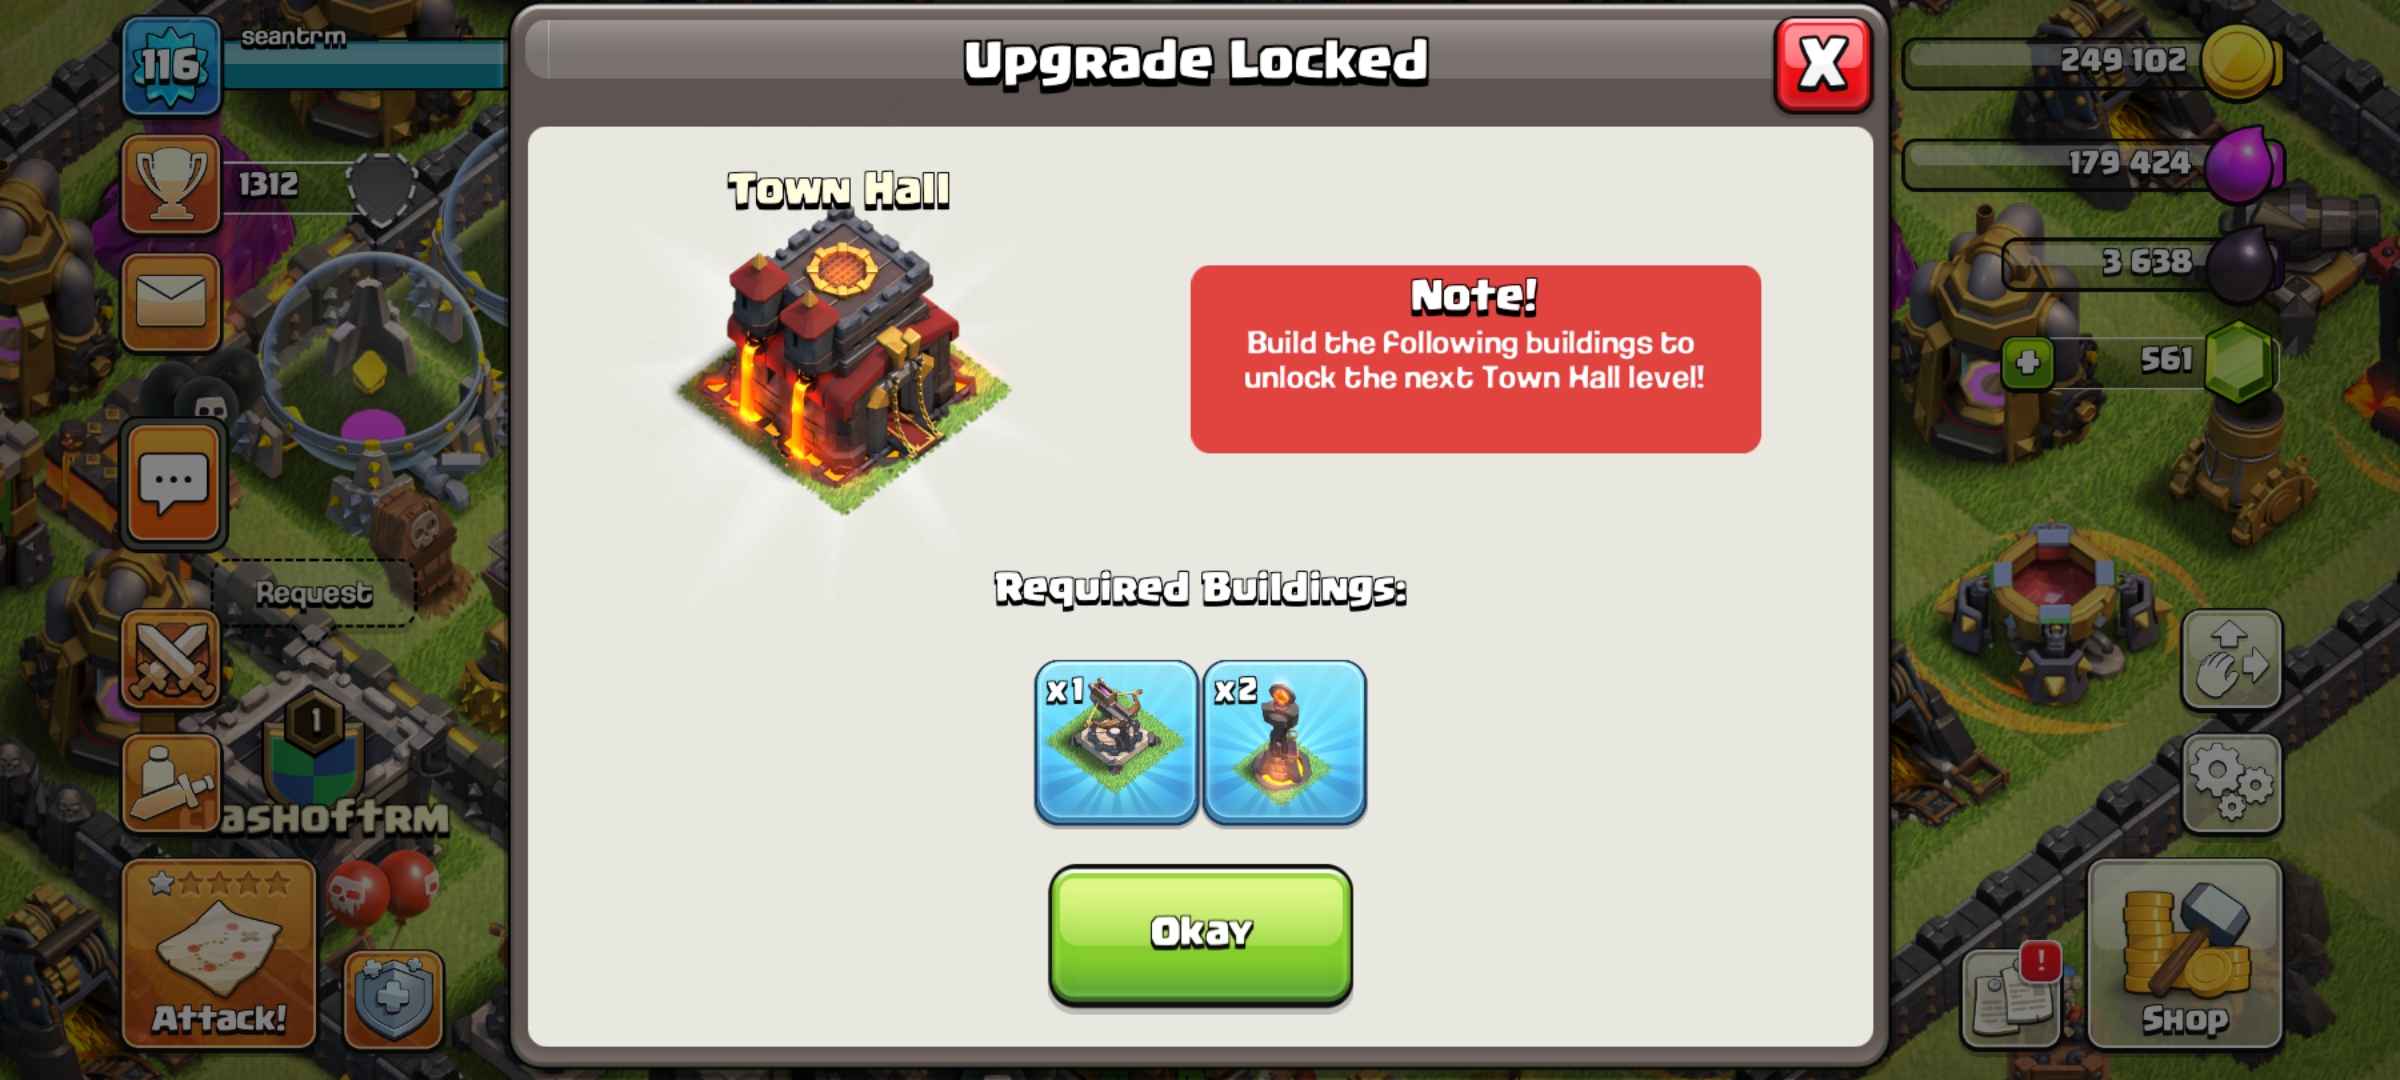 116
seantrm
Upgrade Locked
X
249 102
1312
179 424
Town Hall
3 638
Note!
Build the following buildings to
unlock the next Town Hall level!
561
Request
Required Buildings:
x1
x2
1
lashoftrm
Okay
Attack!
!
Shop